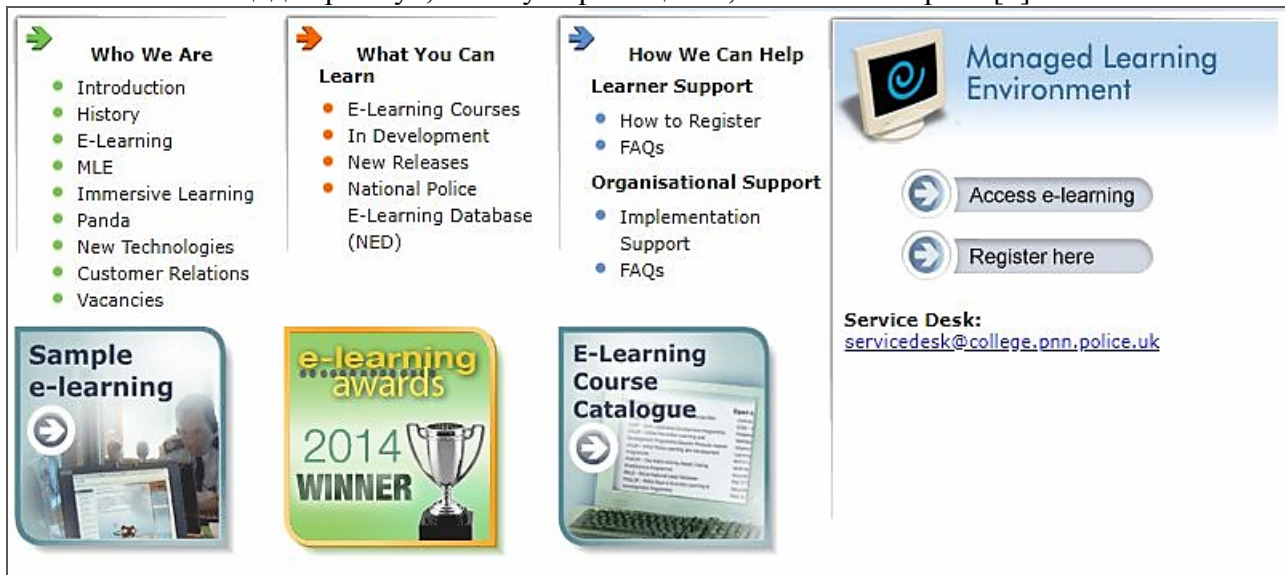 Who We Are
Introduction
History
E-Learning
MLE
Immersive Learning
Panda
New Technologies
Customer Relations
Vacancies
What You Can
Learn
E-Learning Courses
In Development
New Releases
National Police
E-Learning Database
(NED)
How We Can Help
Learner Support
How to Register
FAQs
Organisational Support
Implementation
Support
FAQs
Managed Learning
Environment
Access e-learning
Register here
Service Desk:
servicedesk@college.pnn.police.uk
Sample
e-learning
e-learning
awards
2014
WINNER
E-Learning
Course
Catalogue